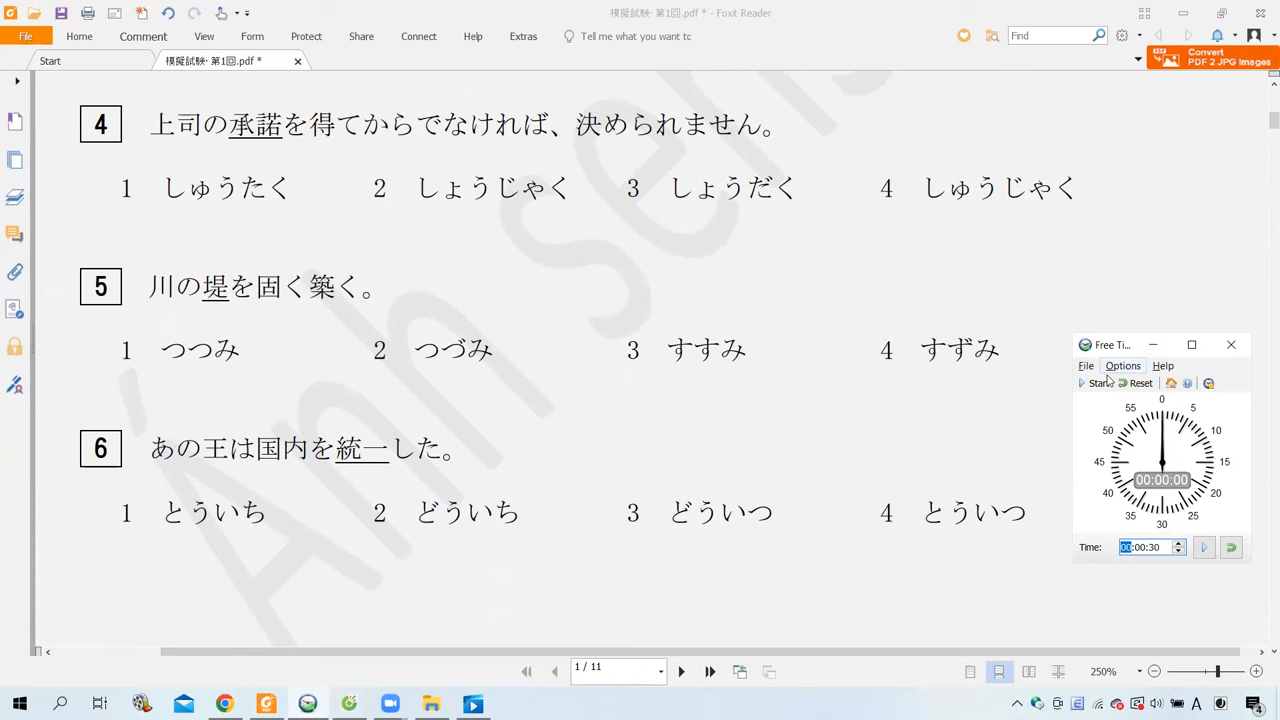 模擬試験· 第1回.pdf * - Foxit Reader
File Home Comment View Form Protect Share Connect Help Extras Tell me what you want to Find
Start 模擬試験· 第1回.pdf *
Convert
PDF 2 JPG Images
4 上司の承諾を得てからでなければ、決められません。
1 しゅうたく 2 しょうじゃく 3 しょうだく 4 しゅうじゃく
5 川の堤を固く築く。
1 つつみ 2 つづみ 3 すすみ 4 すずみ
6 あの王は国内を統一した。
1 とういち 2 どういち 3 どういつ 4 とういつ
Ánh sens
Free Ti...
File Options Help
Start Reset
0
55 5
50 10
45 15
40 20
35 25
30
00:00:00
Time: 00:00:30
1 / 11
250%
A
4